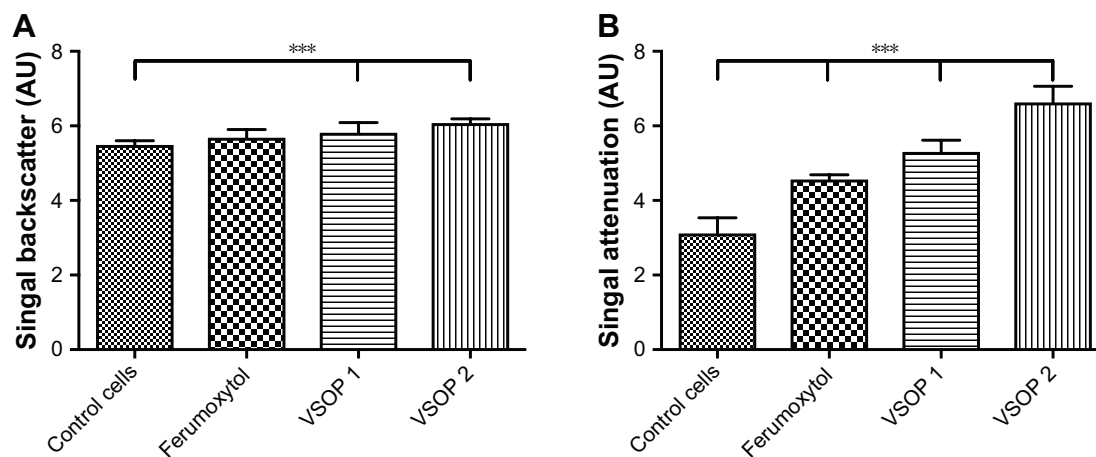 A
Singal backscatter (AU)
8
6
4
2
0
***
Control cells
Ferumoxytol
VSOP 1
VSOP 2
B
Singal attenuation (AU)
8
6
4
2
0
***
Control cells
Ferumoxytol
VSOP 1
VSOP 2